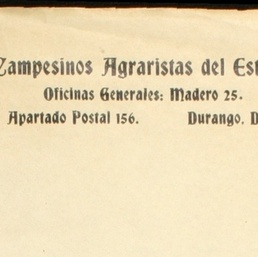 Campesinos Agraristas del Est
Oficinas Generales: Madero 25.
Apartado Postal 156. Durango, D